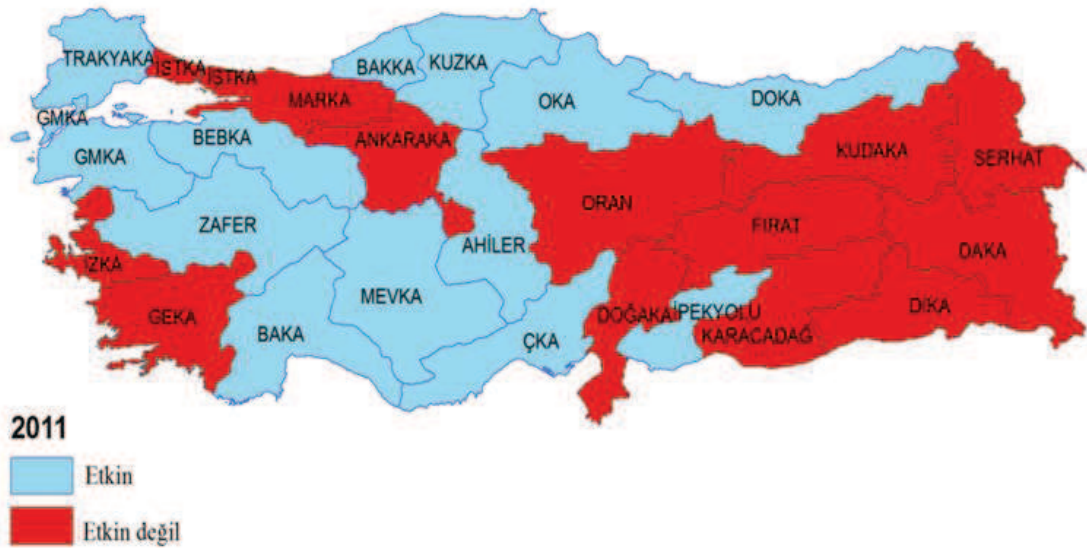 TRAKYAKA
İSTKA
İSTKA
BAKKA
KUZKA
MARKA
OKA
DOKA
GMKA
BEBKA
ANKARAKA
KUDAKA
GMKA
SERHAT
ORAN
ZAFER
FIRAT
AHİLER
DAKA
İZKA
MEVKA
GEKA
DOĞAKA
İPEKYOLU
DİKA
BAKA
ÇKA
KARACADAĞ
2011
Etkin
Etkin değil